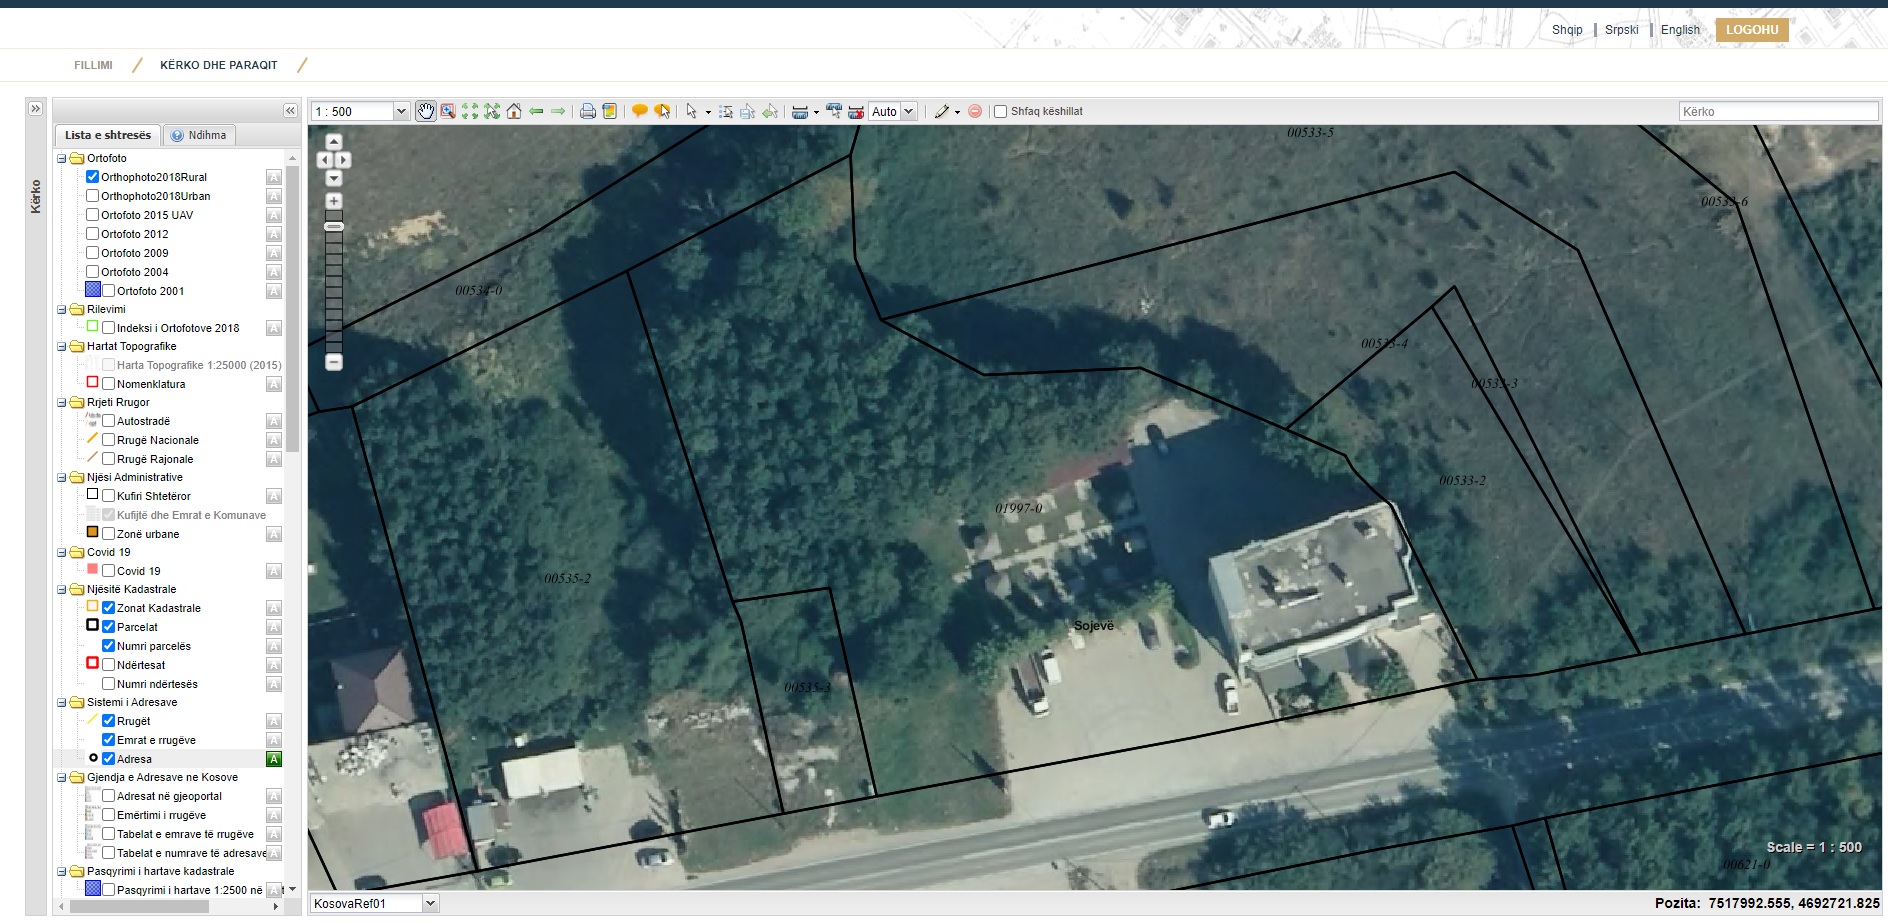 Shqip | Srpski | English LOGOHU
FILLIMI / KËRKO DHE PARAQIT /
Kërko
Lista e shtresës
Ndihma
Ortofoto
Orthophoto2018Rural A
Orthophoto2018Urban A
Ortofoto 2015 UAV A
Ortofoto 2012 A
Ortofoto 2009 A
Ortofoto 2004 A
Ortofoto 2001 A
Rilevimi
Indeksi i Ortofotove 2018 A
Hartat Topografike
Harta Topografike 1:25000 (2015)
Nomenklatura A
Rrjeti Rrugor
Autostradë A
Rrugë Nacionale A
Rrugë Rajonale A
Njësi Administrative
Kufiri Shtetëror A
Kufijtë dhe Emrat e Komunave
Zonë urbane A
Covid 19
Covid 19 A
Njësitë Kadastrale
Zonat Kadastrale A
Parcelat A
Numri parcelës A
Ndërtesat A
Numri ndërtesës A
Sistemi i Adresave
Rrugët A
Emrat e rrugëve A
Adresa A
Gjendja e Adresave ne Kosove
Adresat në gjeoportal A
Emërtimi i rrugëve A
Tabelat e emrave të rrugëve A
Tabelat e numrave të adresave A
Pasqyrimi i hartave kadastrale
Pasqyrimi i hartave 1:2500 në A
1 : 500
Auto
Shfaq këshillat
Kërko
00533-5
00533-6
00534-0
00533-4
00533-3
00533-2
01997-0
00535-2
Sojevë
00535-3
Scale = 1 : 500
00621-0
KosovaRef01
Pozita: 7517992.555, 4692721.825